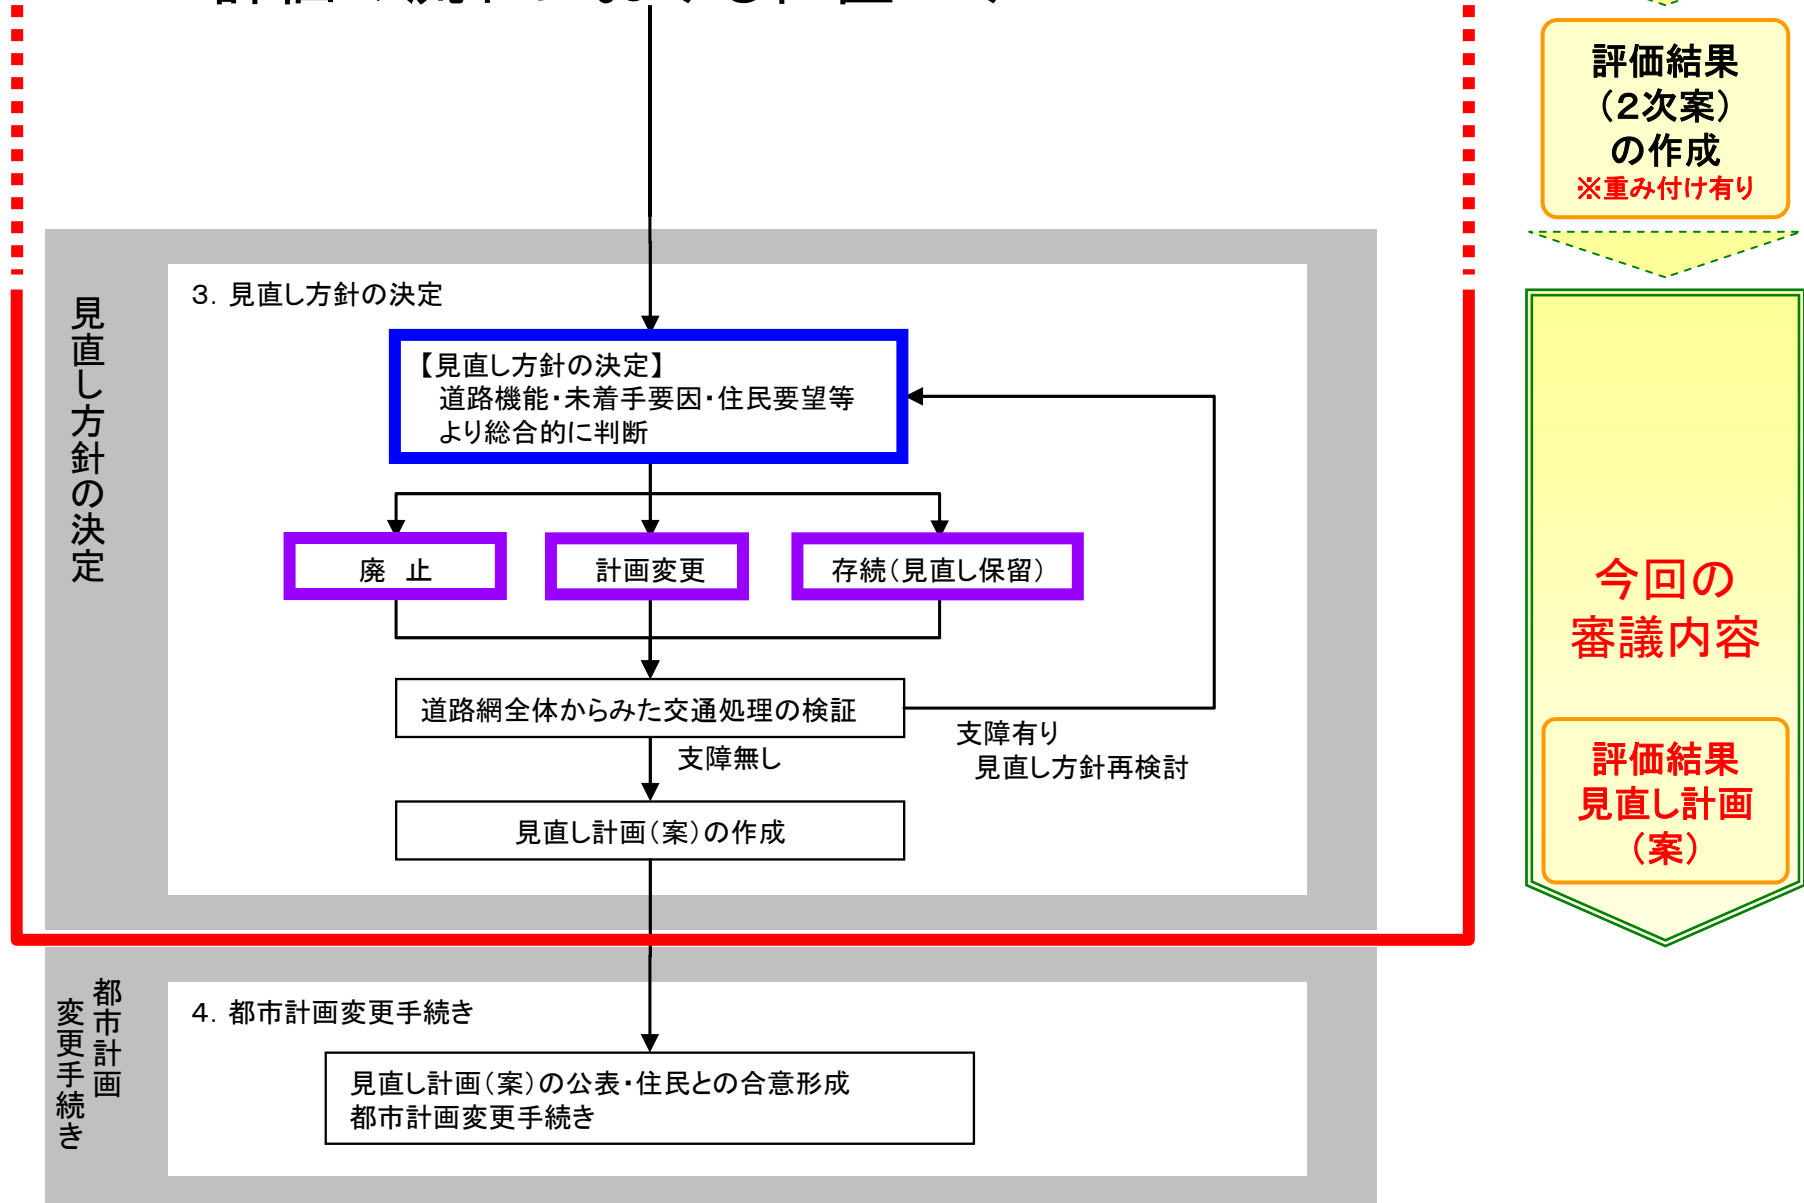 評価結果
（２次案）
の作成
※重み付け有り
見直し方針の決定
３．見直し方針の決定
【見直し方針の決定】
道路機能・未着手要因・住民要望等
より総合的に判断
廃　止
計画変更
存続（見直し保留）
道路網全体からみた交通処理の検証
支障無し
支障有り
見直し方針再検討
見直し計画（案）の作成
今回の
審議内容
評価結果
見直し計画
（案）
都市計画
変更手続き
４．都市計画変更手続き
見直し計画（案）の公表・住民との合意形成
都市計画変更手続き